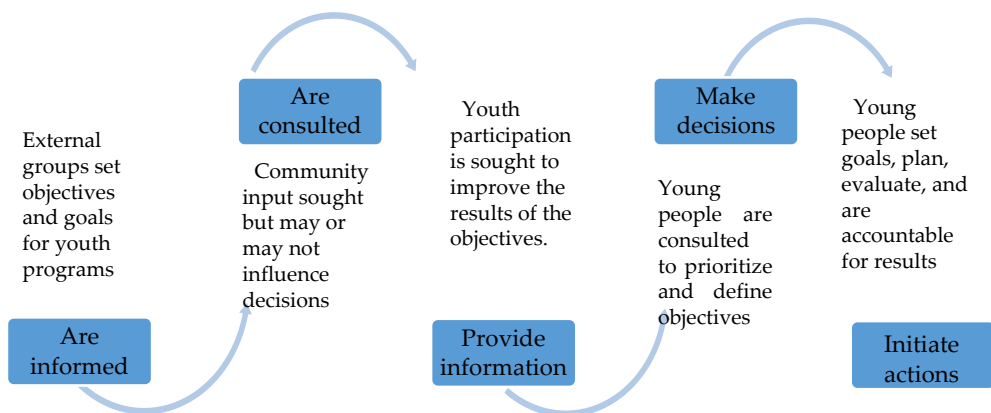 External
groups set
objectives
and goals
for youth
programs
Are
informed
Are
consulted
Community
input sought
but may or
may not
influence
decisions
Youth
participation
is sought to
improve the
results of the
objectives.
Provide
information
Make
decisions
Young
people are
consulted
to prioritize
and define
objectives
Young
people set
goals, plan,
evaluate, and
are
accountable
for results
Initiate
actions